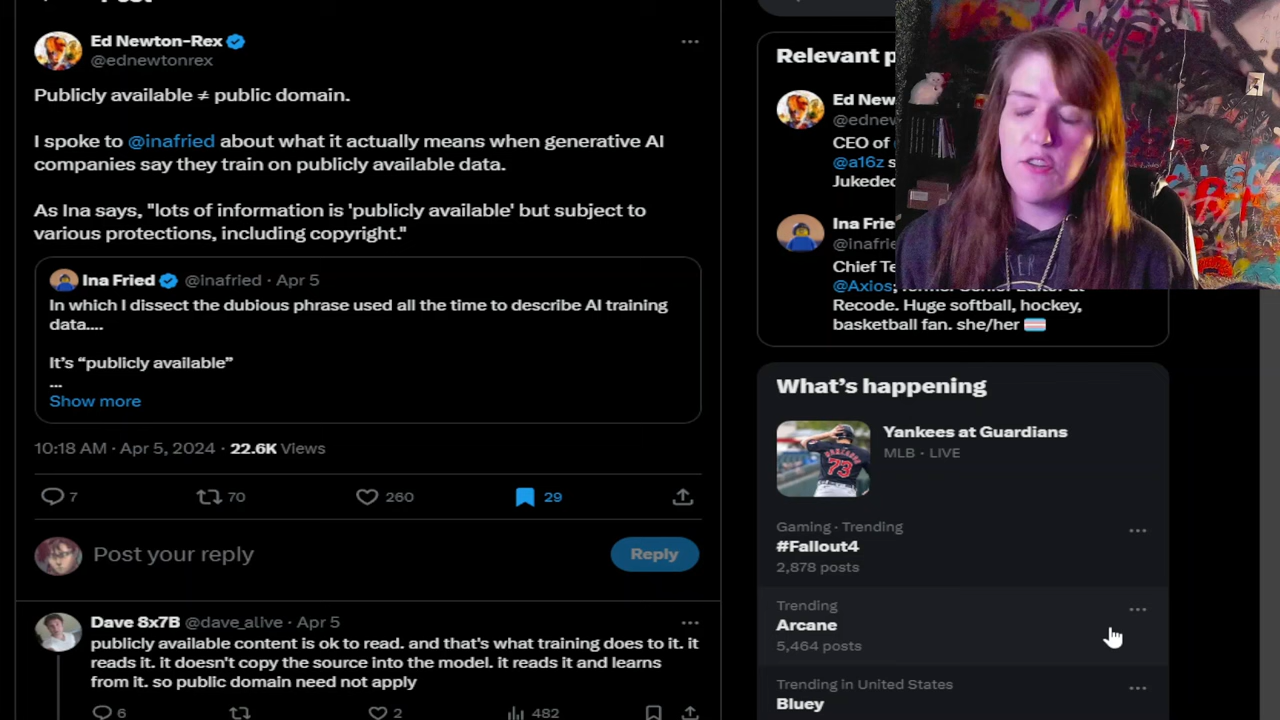 Ed Newton-Rex
@ednewtonrex
Publicly available ≠ public domain.
I spoke to @inafried about what it actually means when generative AI
companies say they train on publicly available data.
As Ina says, "lots of information is 'publicly available' but subject to
various protections, including copyright."
Ina Fried @inafried · Apr 5
In which I dissect the dubious phrase used all the time to describe AI training
data....
It's “publicly available”
...
Show more
10:18 AM · Apr 5, 2024 · 22.6K Views
7 70 260 29
Post your reply
Reply
Dave 8x7B @dave_alive · Apr 5
publicly available content is ok to read. and that's what training does to it. it
reads it. it doesn't copy the source into the model. it reads it and learns
from it. so public domain need not apply
6 2 482
Relevant
Ed New
CEO of
@a16z
Jukedec
Ina Frie
@inafrie
Chief Te
@Axios;
Recode. Huge softball, hockey,
basketball fan. she/her
What's happening
Yankees at Guardians
MLB · LIVE
Gaming · Trending
#Fallout4
2,878 posts
Trending
Arcane
5,464 posts
Trending in United States
Bluey